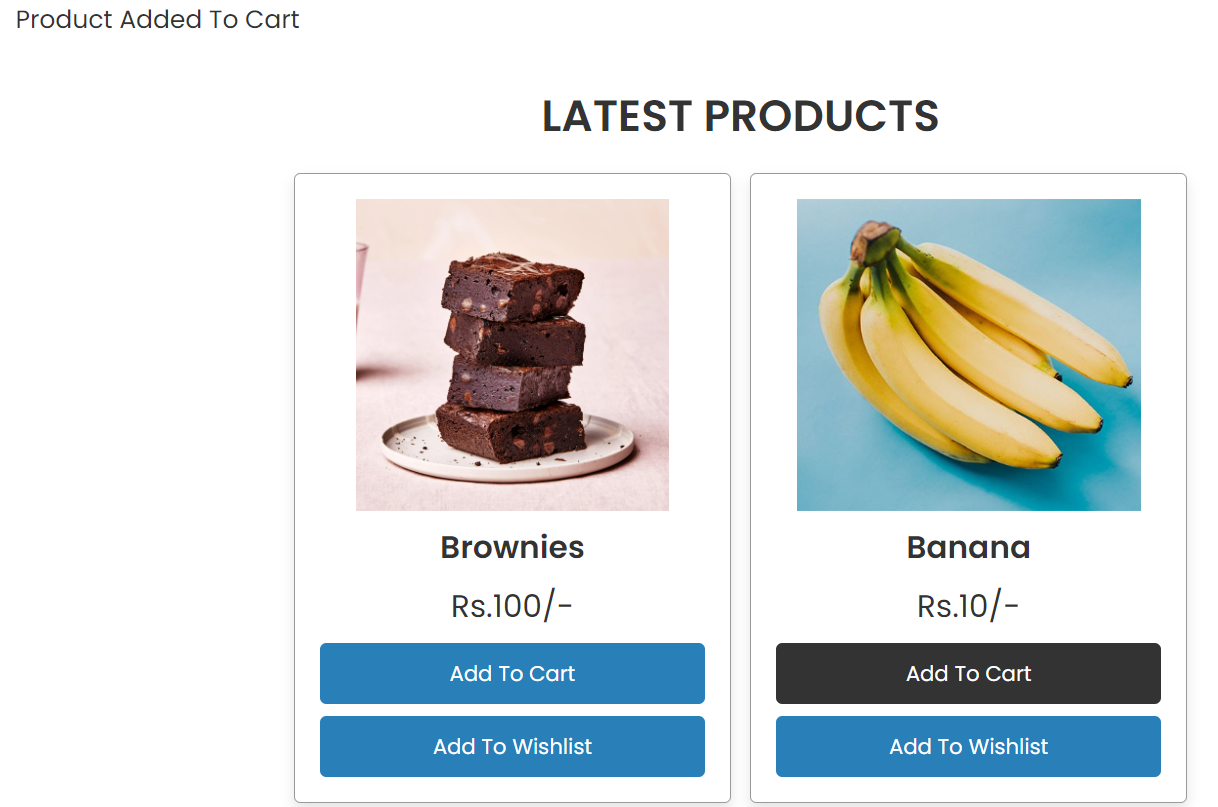 Product Added To Cart
LATEST PRODUCTS
Brownies
Rs.100/-
Add To Cart
Add To Wishlist
Banana
Rs.10/-
Add To Cart
Add To Wishlist